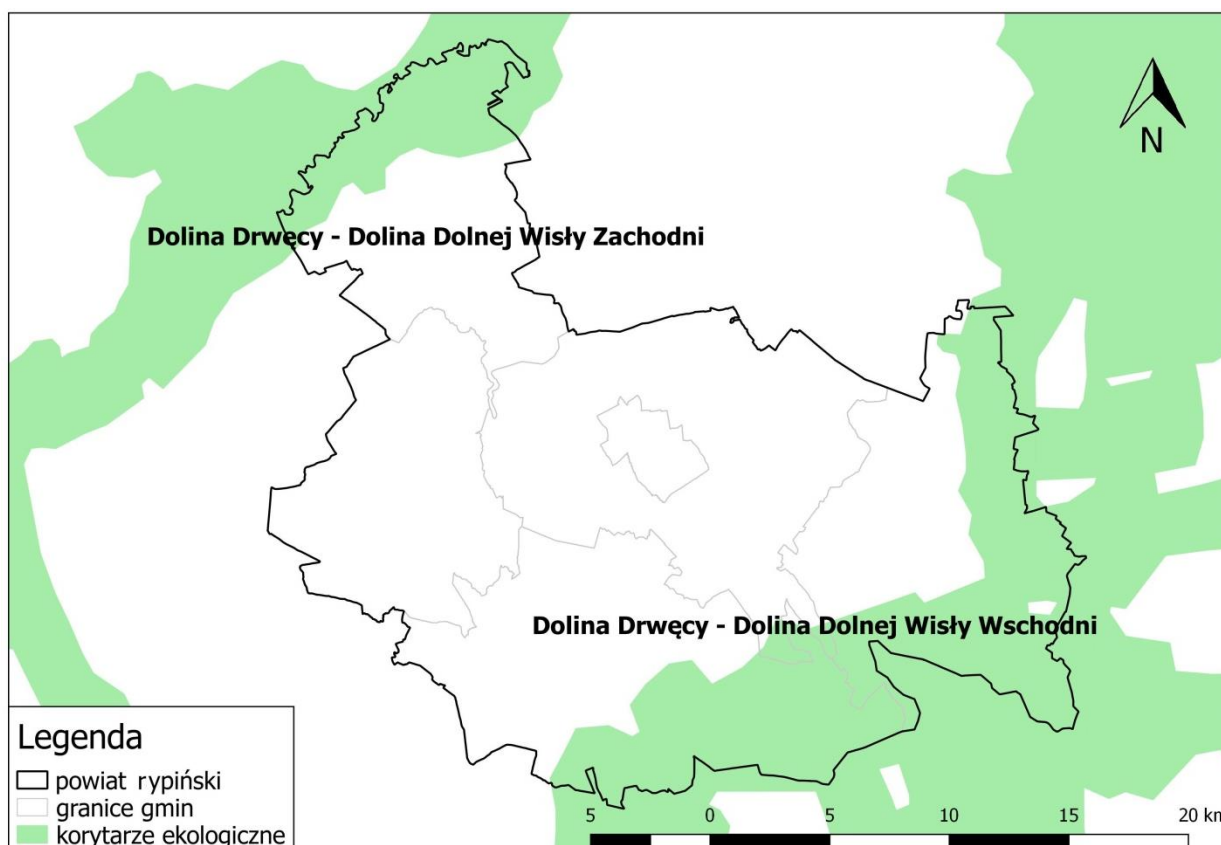 N
Dolina Drwęcy - Dolina Dolnej Wisły Zachodni
Dolina Drwęcy - Dolina Dolnej Wisły Wschodni
Legenda
powiat rypiński
granice gmin
korytarze ekologiczne
5 0 5 10 15 20 km